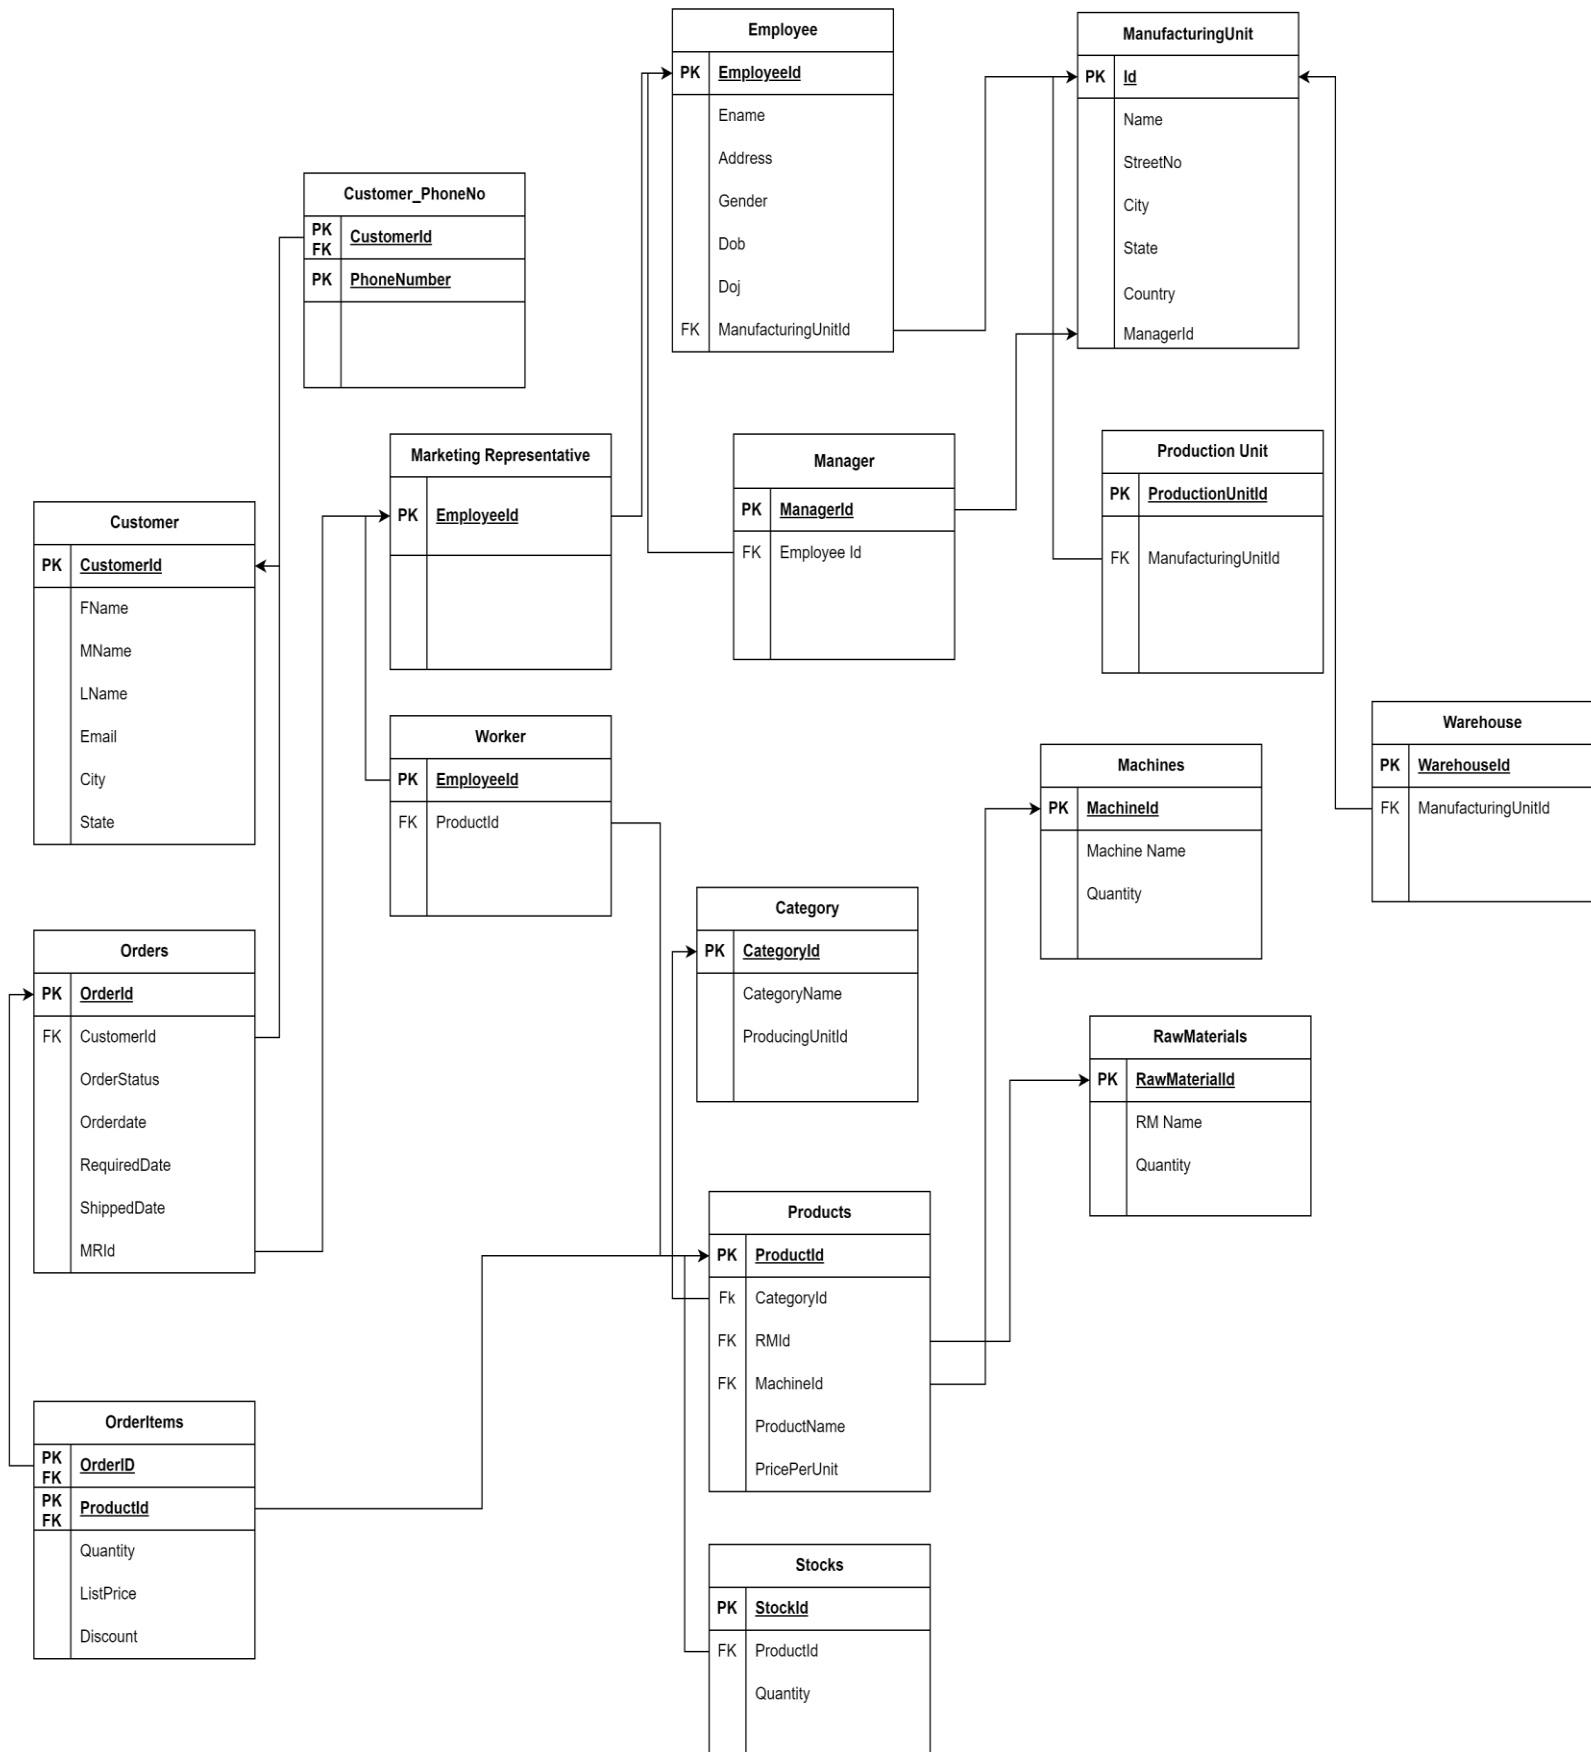 Employee
PK EmployeeId
Ename
Address
Gender
Dob
Doj
FK ManufacturingUnitId
ManufacturingUnit
PK Id
Name
StreetNo
City
State
Country
ManagerId
Customer_PhoneNo
PK
FK CustomerId
PK PhoneNumber
Marketing Representative
PK EmployeeId
Manager
PK ManagerId
FK Employee Id
Production Unit
PK ProductionUnitId
FK ManufacturingUnitId
Customer
PK CustomerId
FName
MName
LName
Email
City
State
Worker
PK EmployeeId
FK ProductId
Machines
PK MachineId
Machine Name
Quantity
Warehouse
PK WarehouseId
FK ManufacturingUnitId
Category
PK CategoryId
CategoryName
ProducingUnitId
Orders
PK OrderId
FK CustomerId
OrderStatus
Orderdate
RequiredDate
ShippedDate
MRId
RawMaterials
PK RawMaterialId
RM Name
Quantity
Products
PK ProductId
Fk CategoryId
FK RMId
FK MachineId
ProductName
PricePerUnit
OrderItems
PK
FK OrderID
PK
FK ProductId
Quantity
ListPrice
Discount
Stocks
PK StockId
FK ProductId
Quantity